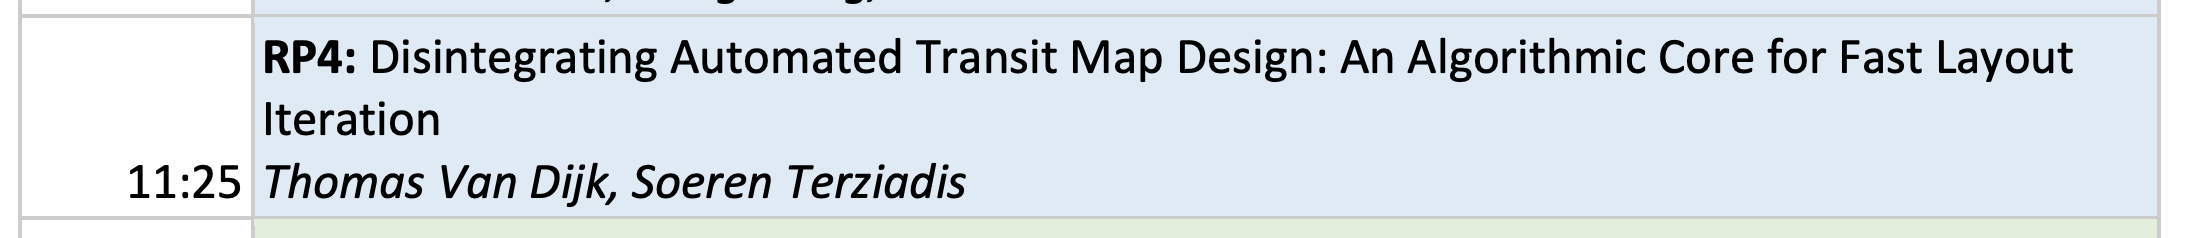 RP4: Disintegrating Automated Transit Map Design: An Algorithmic Core for Fast Layout
Iteration
11:25 Thomas Van Dijk, Soeren Terziadis